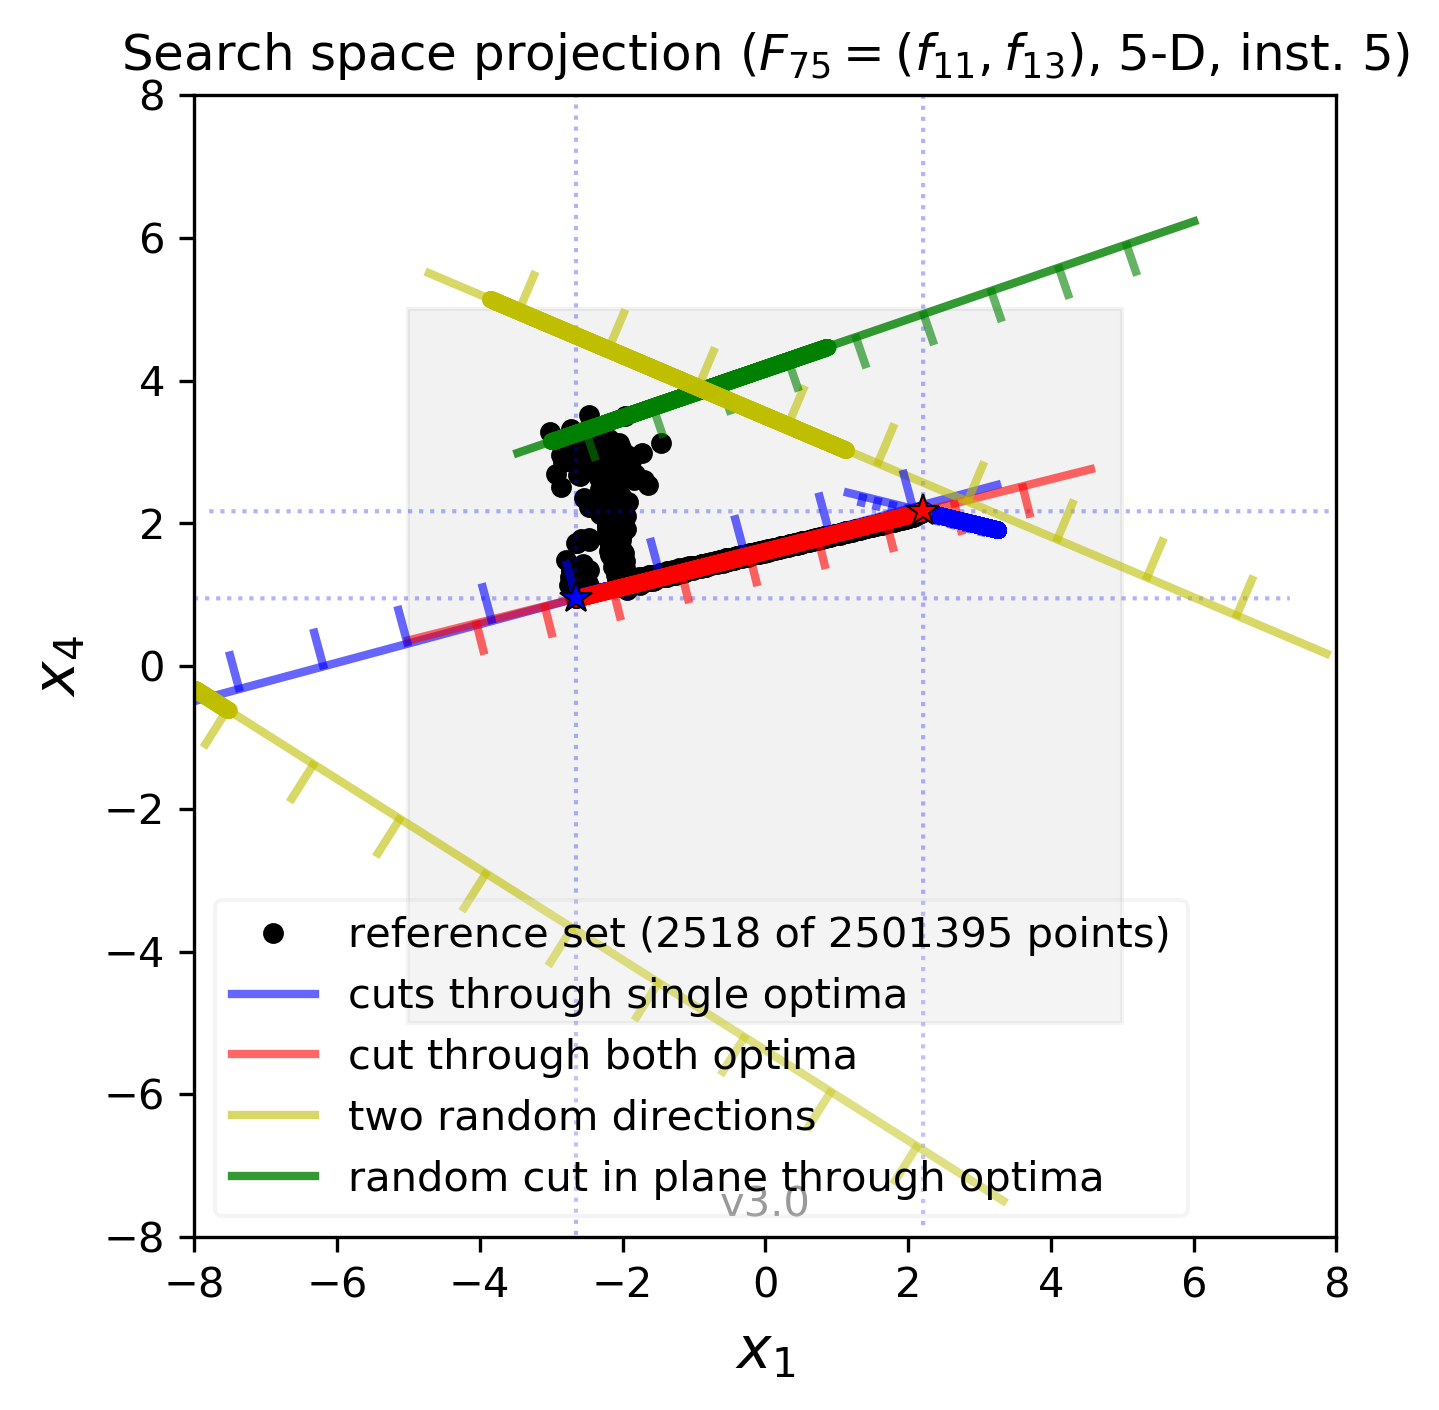 Search space projection (F75 = (f11, f13), 5-D, inst. 5)
8
6
4
2
0
−2
−4
−6
−8
x4
reference set (2518 of 2501395 points)
cuts through single optima
cut through both optima
two random directions
random cut in plane through optima
v3.0
−8 −6 −4 −2 0 2 4 6 8
x1